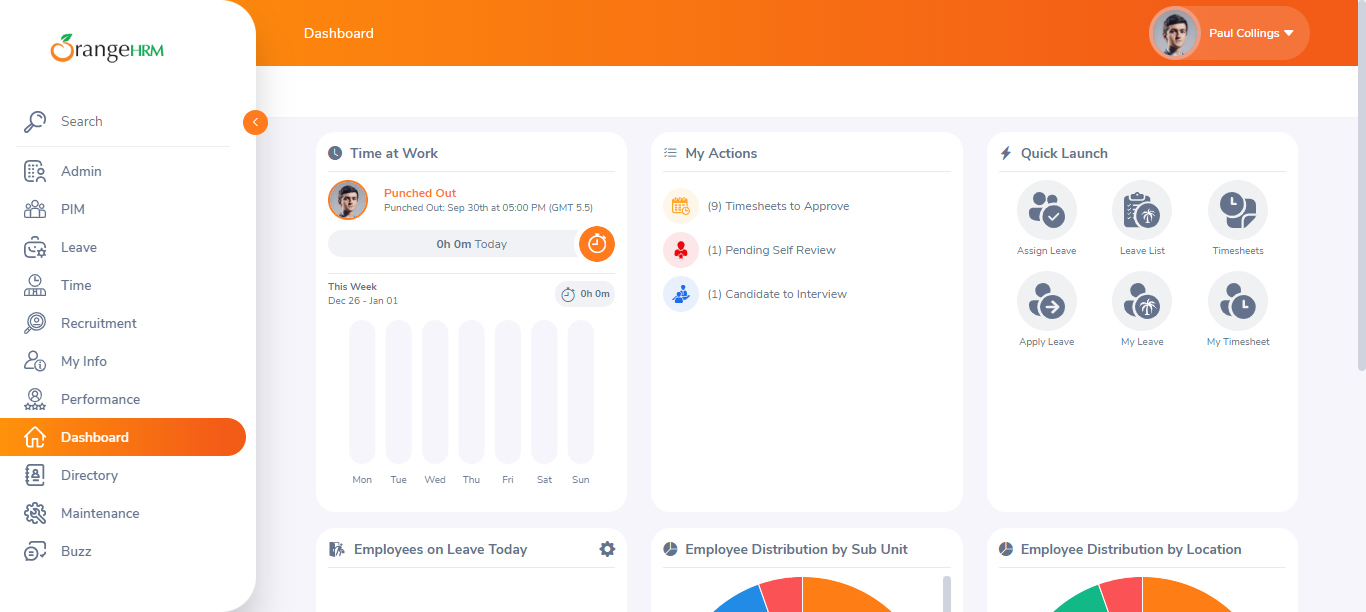 OrangeHRM
Search
Admin
PIM
Leave
Time
Recruitment
My Info
Performance
Dashboard
Directory
Maintenance
Buzz
Dashboard
Paul Collings
Time at Work
Punched Out
Punched Out: Sep 30th at 05:00 PM (GMT 5.5)
0h 0m Today
This Week
Dec 26 - Jan 01
0h 0m
Mon Tue Wed Thu Fri Sat Sun
My Actions
(9) Timesheets to Approve
(1) Pending Self Review
(1) Candidate to Interview
Quick Launch
Assign Leave
Leave List
Timesheets
Apply Leave
My Leave
My Timesheet
Employees on Leave Today
Employee Distribution by Sub Unit
Employee Distribution by Location